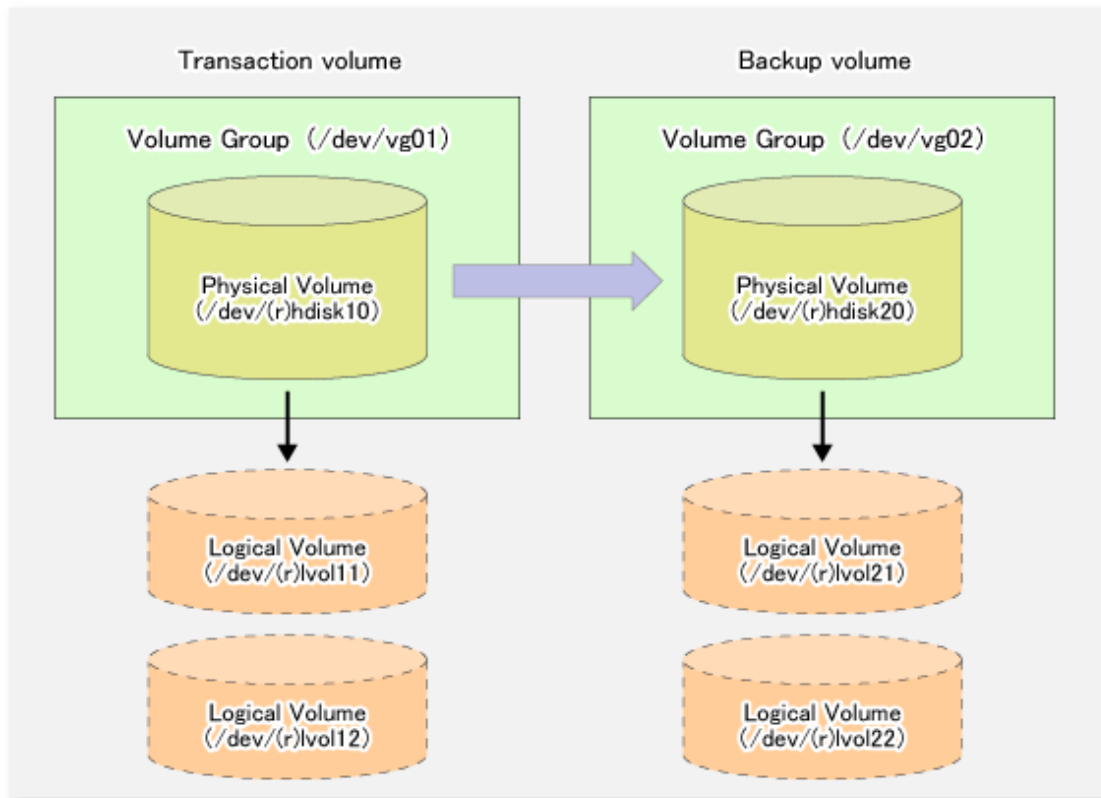 Transaction volume
Backup volume
Volume Group (/dev/vg01)
Volume Group (/dev/vg02)
Physical Volume
(/dev/(r)hdisk10)
Physical Volume
(/dev/(r)hdisk20)
Logical Volume
(/dev/(r)lvol11)
Logical Volume
(/dev/(r)lvol21)
Logical Volume
(/dev/(r)lvol12)
Logical Volume
(/dev/(r)lvol22)